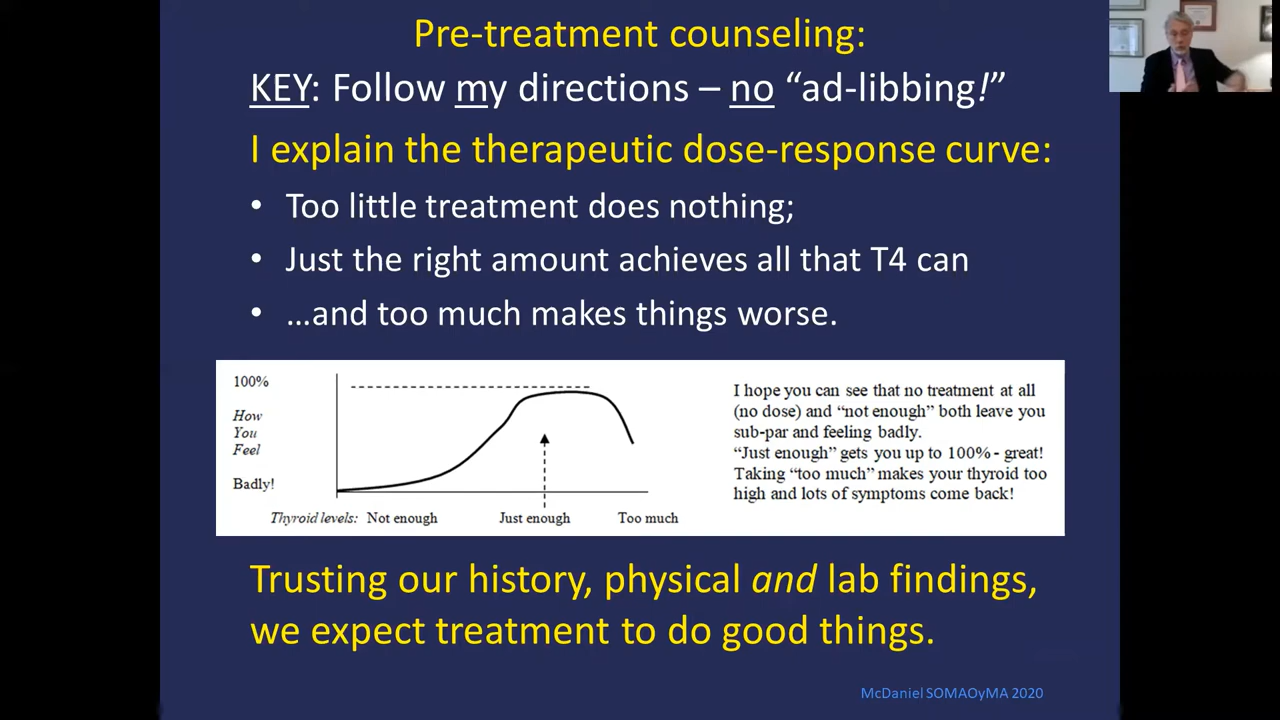 Pre-treatment counseling:
KEY: Follow my directions – no “ad-libbing!”
I explain the therapeutic dose-response curve:
• Too little treatment does nothing;
• Just the right amount achieves all that T4 can
• …and too much makes things worse.
100%
How
You
Feel
Badly!
Thyroid levels: Not enough Just enough Too much
I hope you can see that no treatment at all
(no dose) and “not enough” both leave you
sub-par and feeling badly.
“Just enough” gets you up to 100% - great!
Taking “too much” makes your thyroid too
high and lots of symptoms come back!
Trusting our history, physical and lab findings,
we expect treatment to do good things.
McDaniel SOMAOyMA 2020